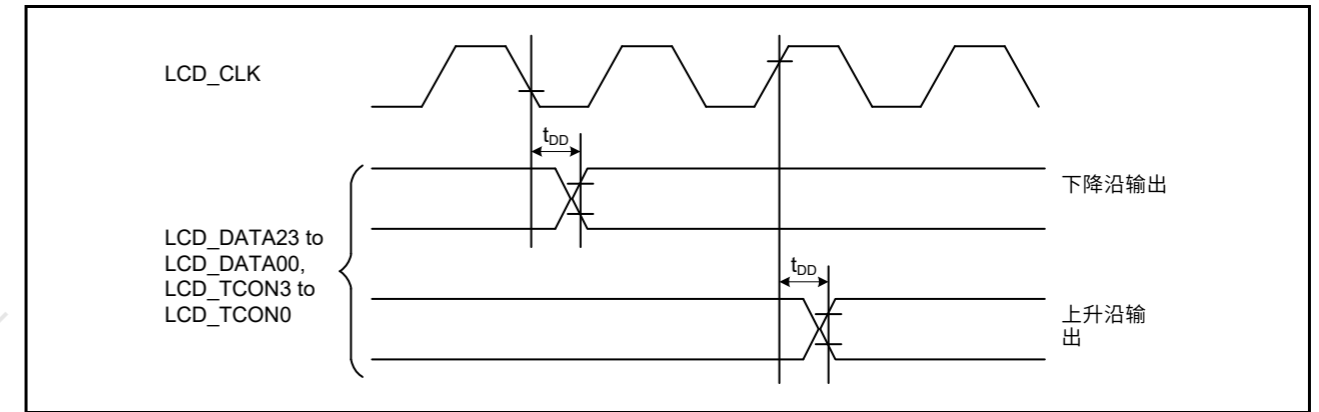 LCD_CLK
tDD
下降沿输出
LCD_DATA23 to
LCD_DATA00,
LCD_TCON3 to
LCD_TCON0
tDD
上升沿输
出